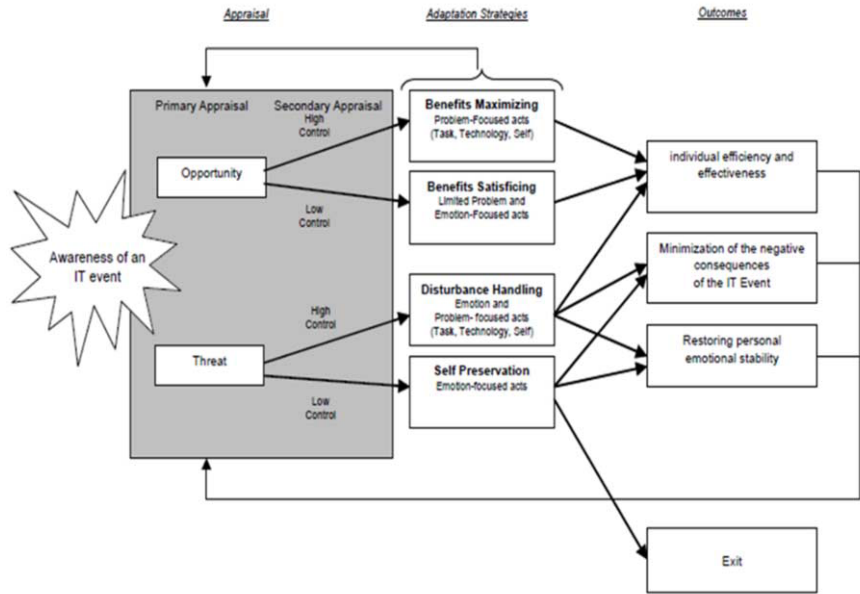 Appraisal
Adaptation Strategies
Outcomes
Primary Appraisal
Secondary Appraisal
High
Control
Opportunity
Low
Control
Awareness of an
IT event
High
Control
Threat
Low
Control
Benefits Maximizing
Problem-Focused acts
(Task, Technology, Self)
Benefits Satisficing
Limited Problem and
Emotion-Focused acts
Disturbance Handling
Emotion and
Problem- focused acts
(Task, Technology, Self)
Self Preservation
Emotion-focused acts
individual efficiency and
effectiveness
Minimization of the negative
consequences
of the IT Event
Restoring personal
emotional stability
Exit